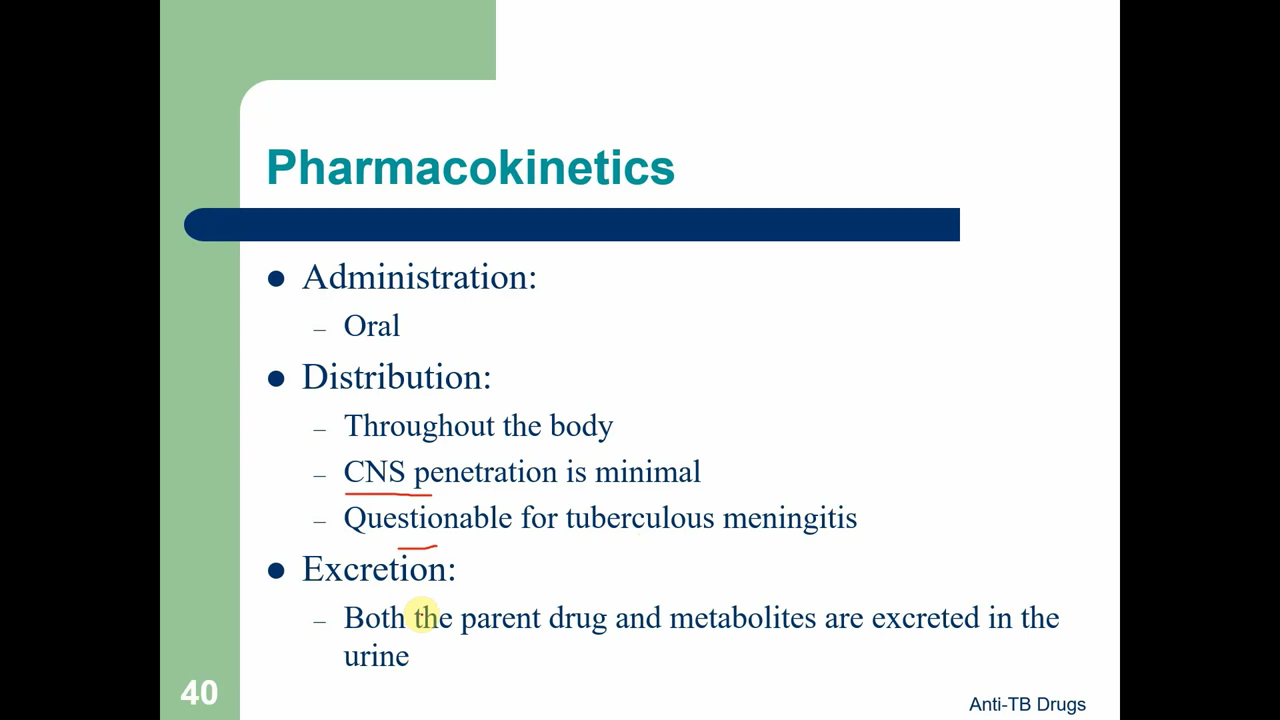 Pharmacokinetics
● Administration:
– Oral
● Distribution:
– Throughout the body
– CNS penetration is minimal
– Questionable for tuberculous meningitis
● Excretion:
– Both the parent drug and metabolites are excreted in the
urine
40
Anti-TB Drugs